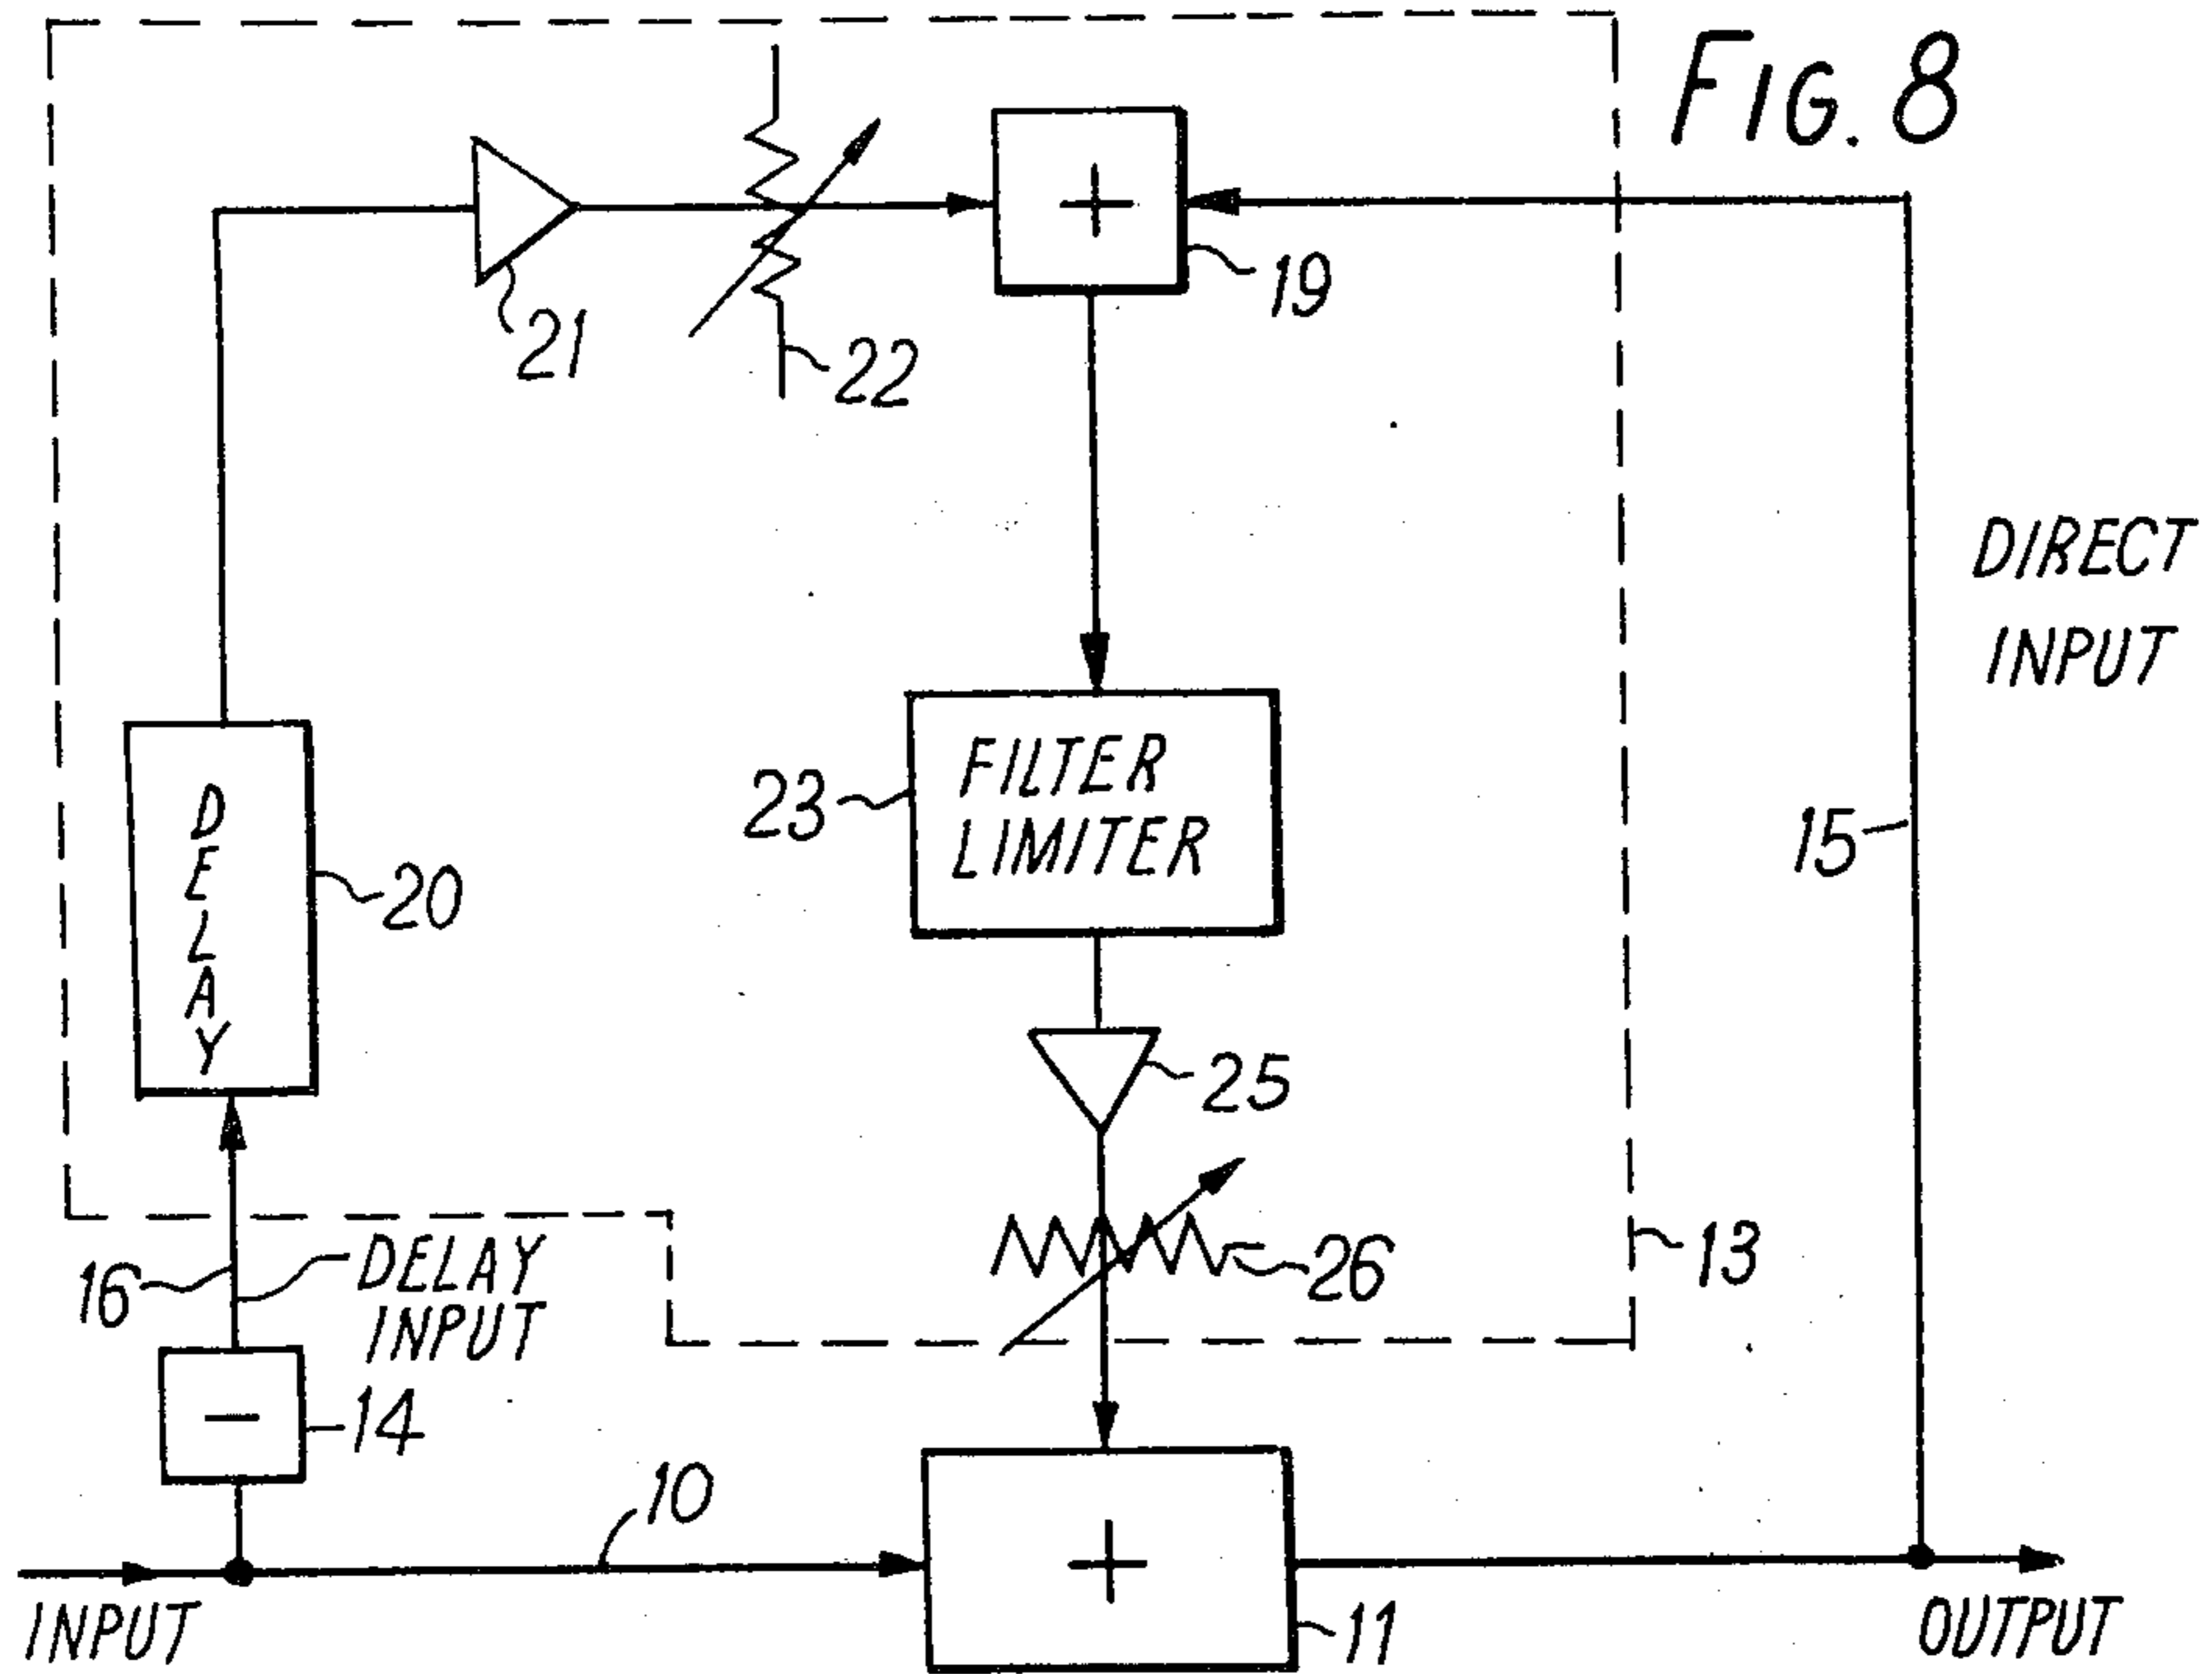 FIG. 8
21
22
19
DIRECT
INPUT
DELAY
20
23
FILTER
LIMITER
15
25
16
DELAY
INPUT
26
13
14
10
INPUT
11
OUTPUT
+
+
−